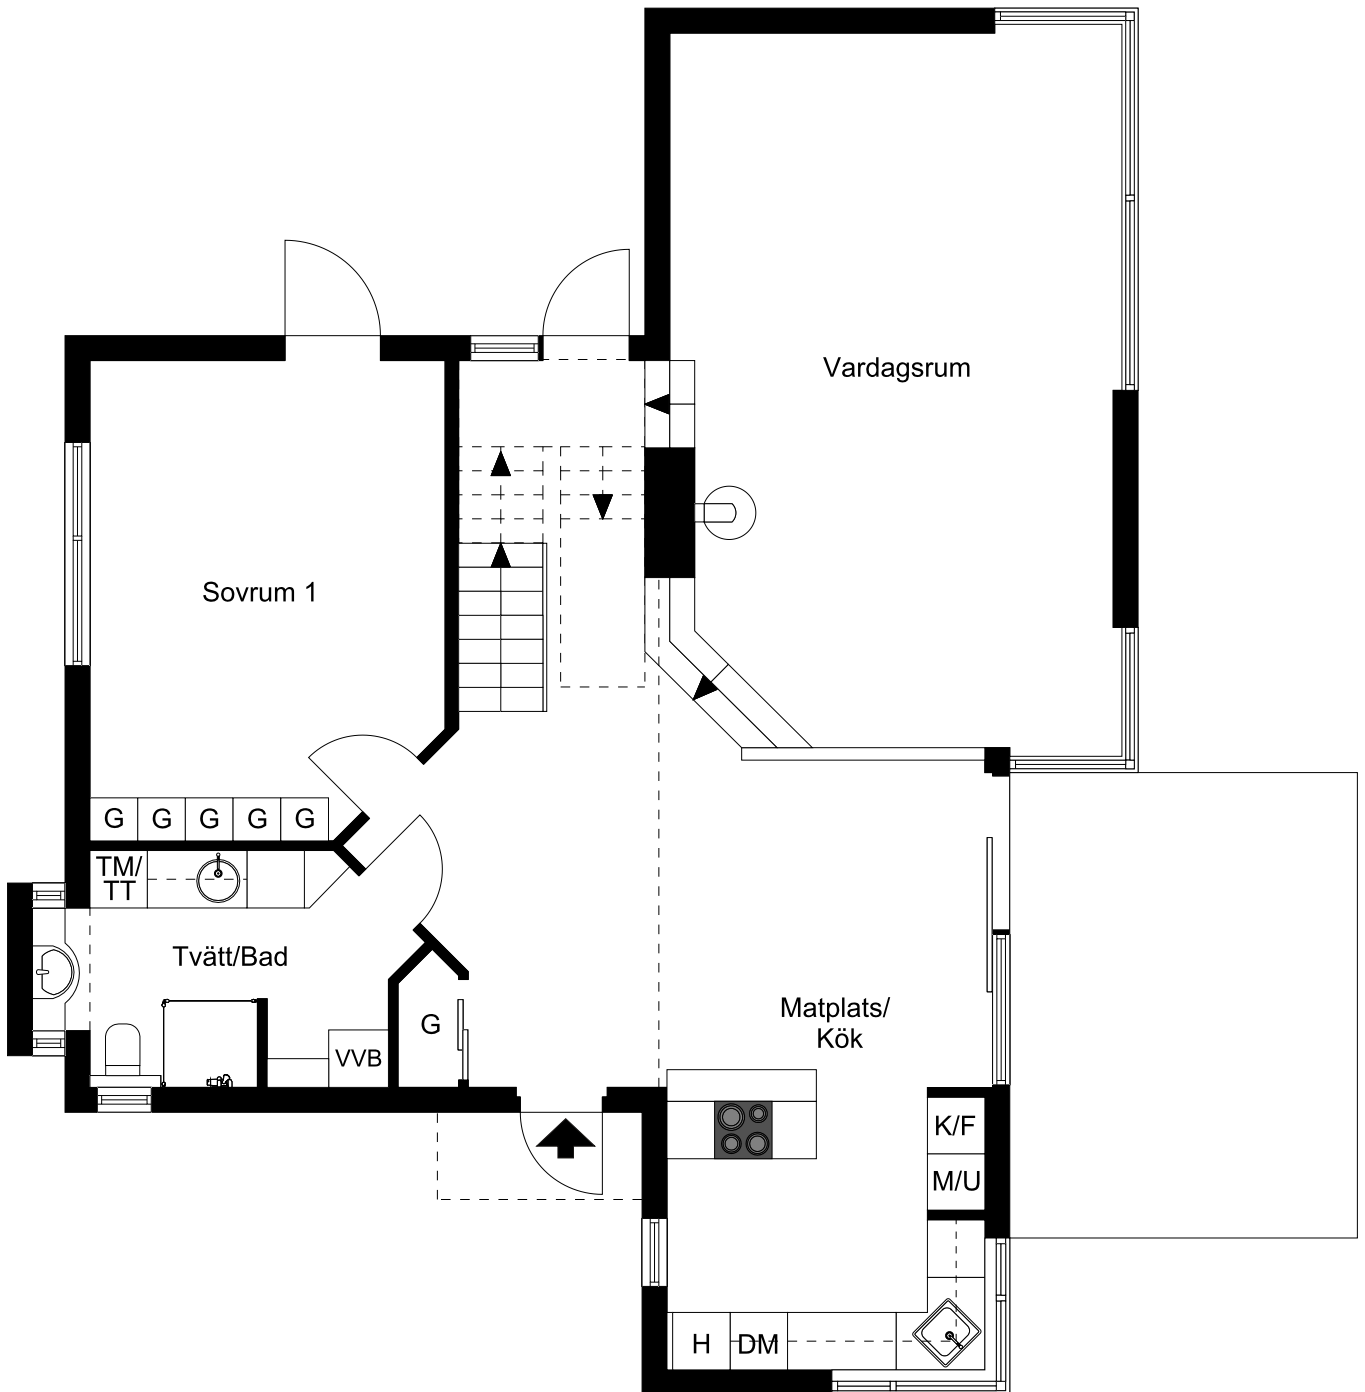 Vardagsrum
Sovrum 1
G G G G G
TM/
TT
Tvätt/Bad
G
VVB
Matplats/
Kök
K/F
M/U
H
DM